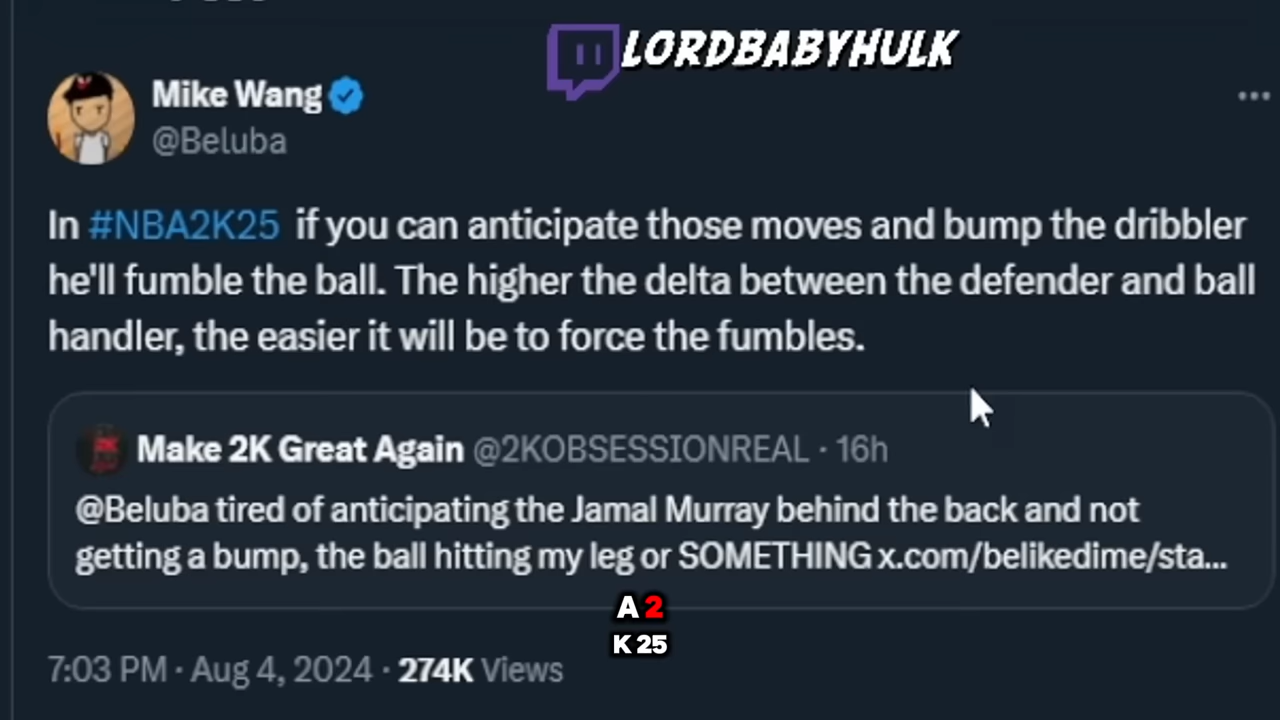 LORDBABYHULK
Mike Wang
@Beluba
In #NBA2K25 if you can anticipate those moves and bump the dribbler
he'll fumble the ball. The higher the delta between the defender and ball
handler, the easier it will be to force the fumbles.
Make 2K Great Again @2KOBSESSIONREAL · 16h
@Beluba tired of anticipating the Jamal Murray behind the back and not
getting a bump, the ball hitting my leg or SOMETHING x.com/belikedime/sta...
A 2
K 25
7:03 PM · Aug 4, 2024 · 274K Views